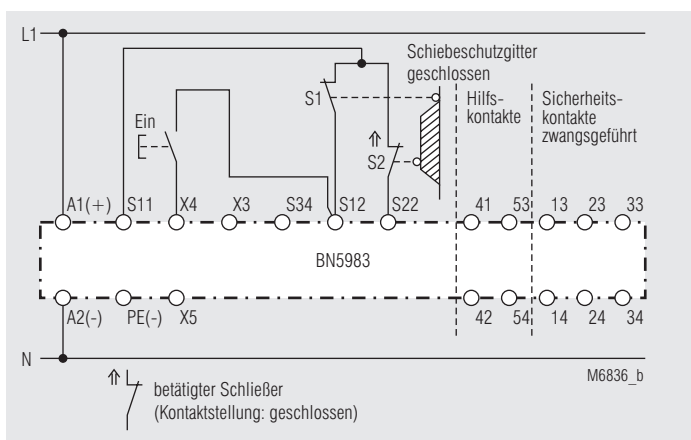 L1
Schiebeschutzgitter
geschlossen
S1
Hilfs-
kontakte
Sicherheits-
kontakte
zwangsgeführt
Ein
⇑
S2
A1(+) S11 X4 X3 S34 S12 S22 41 53 13 23 33
BN5983
A2(-) PE(-) X5 42 54 14 24 34
N
M6836_b
⇑ betätigter Schließer
(Kontaktstellung: geschlossen)